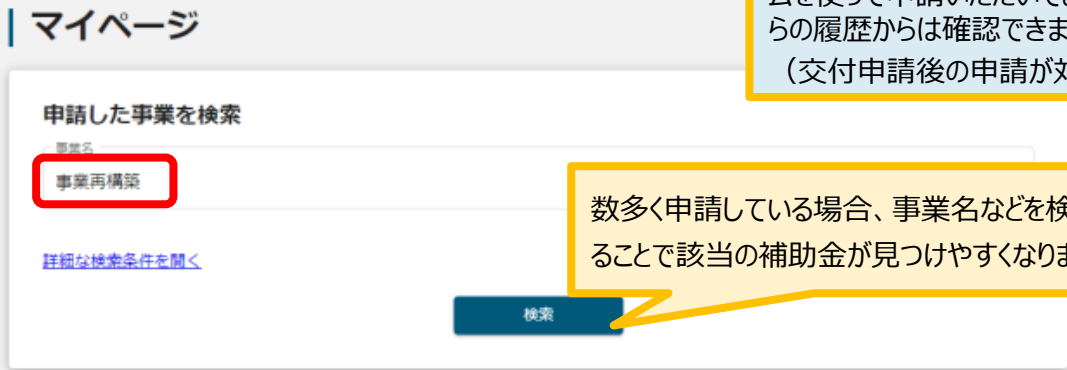 マイページ
らの履歴からは確認できま
（交付申請後の申請が
申請した事業を検索
事業名
事業再構築
数多く申請している場合、事業名などを検
ることで該当の補助金が見つけやすくなりま
詳細な検索条件を開く
検索